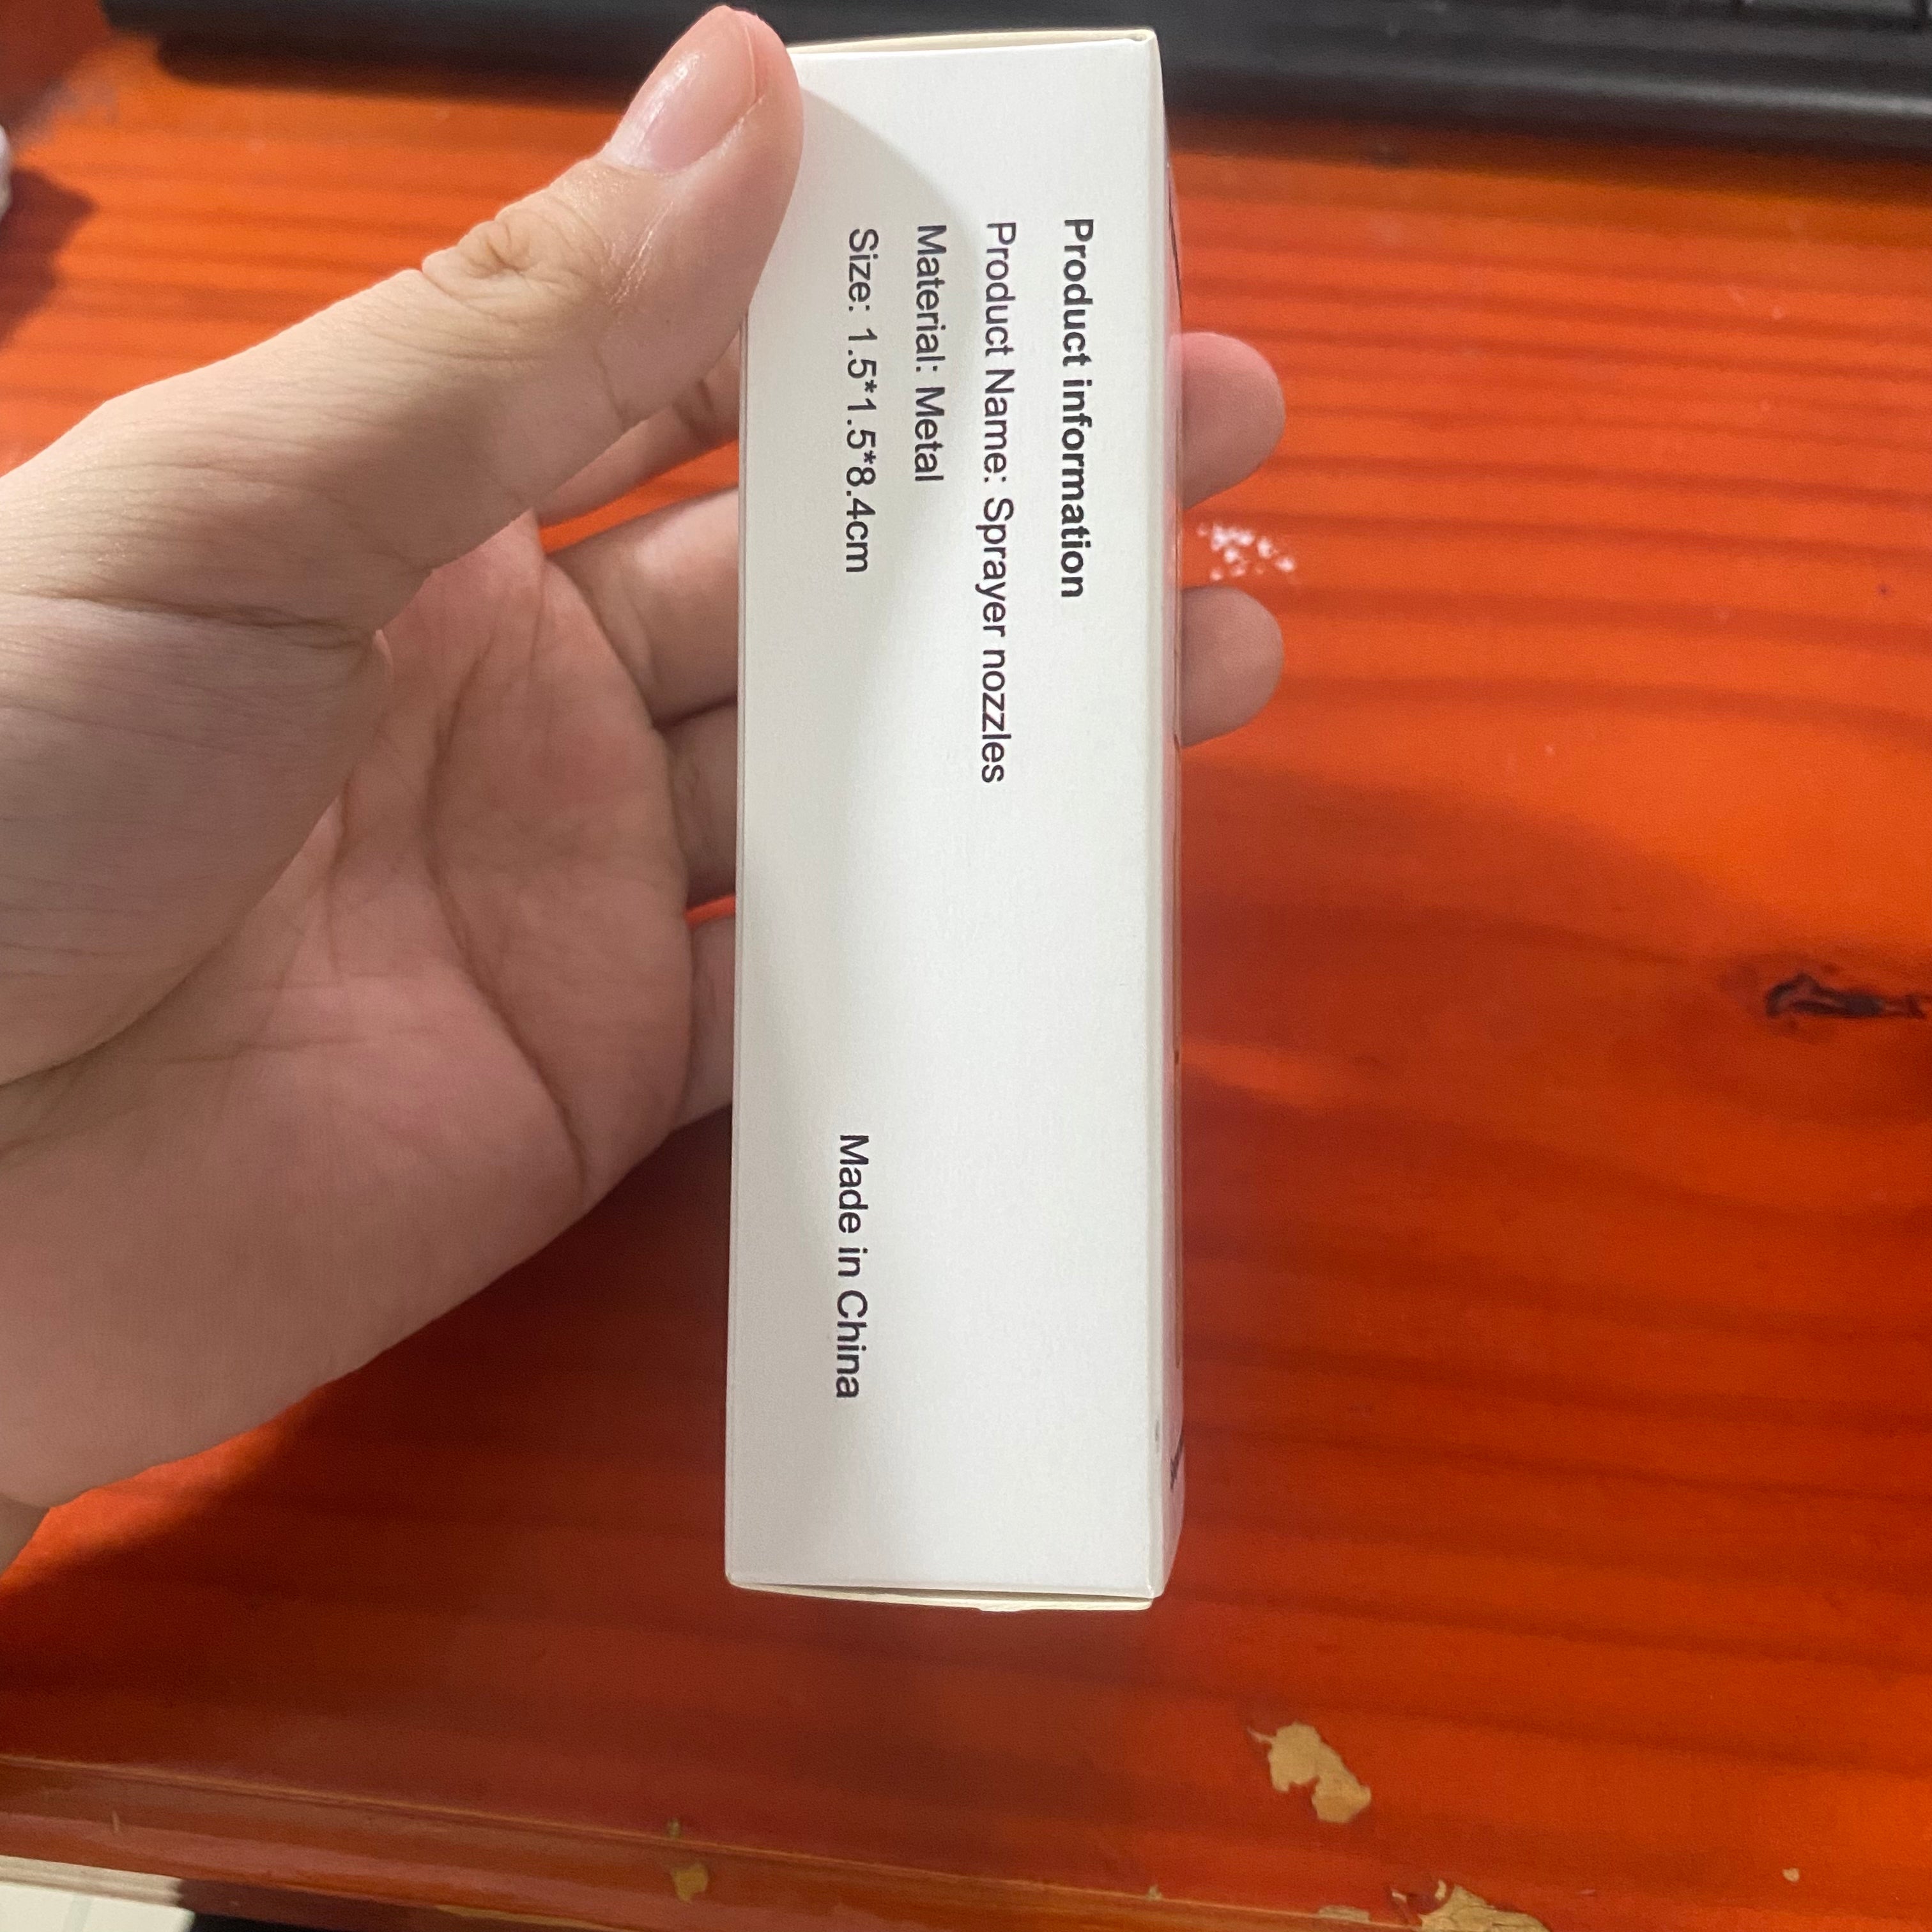 Product information
Product Name: Sprayer nozzles
Material: Metal
Size: 1.5*1.5*8.4cm
Made in China